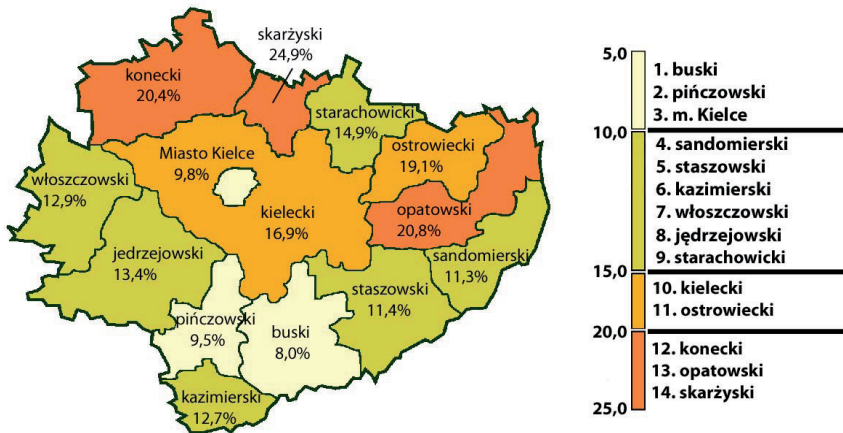 skarżyski
24,9%
konecki
20,4%
starachowicki
14,9%
Miasto Kielce
9,8%
ostrowiecki
19,1%
włoszczowski
12,9%
kielecki
16,9%
opatowski
20,8%
jedrzejowski
13,4%
sandomierski
11,3%
staszowski
11,4%
pińczowski
9,5%
buski
8,0%
kazimierski
12,7%
5,0
1. buski
2. pińczowski
3. m. Kielce
10,0
4. sandomierski
5. staszowski
6. kazimierski
7. włoszczowski
8. jędrzejowski
9. starachowicki
15,0
10. kielecki
11. ostrowiecki
20,0
12. konecki
13. opatowski
14. skarżyski
25,0